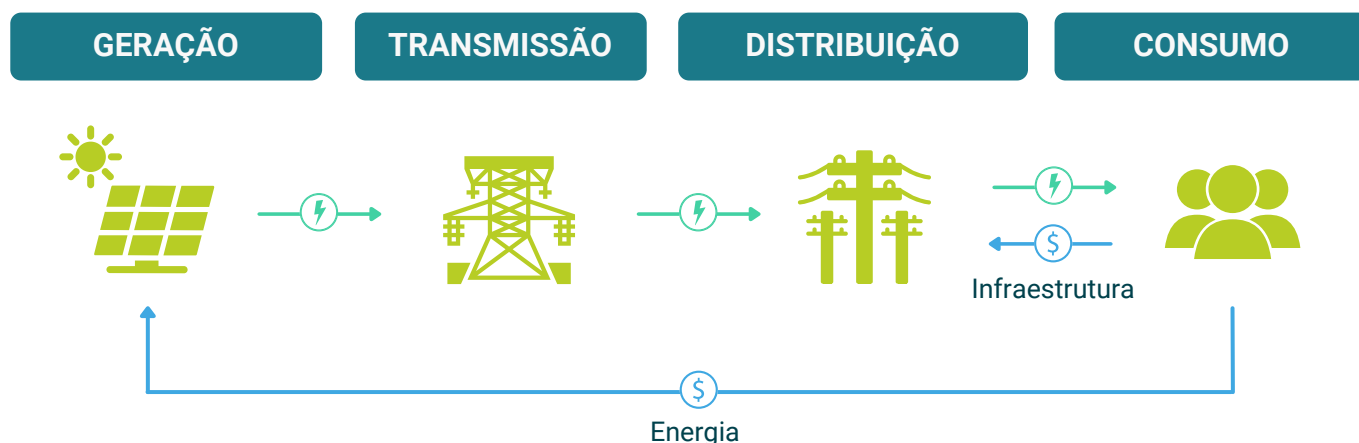 GERAÇÃO
TRANSMISSÃO
DISTRIBUIÇÃO
CONSUMO
$
Infraestrutura
$
Energia